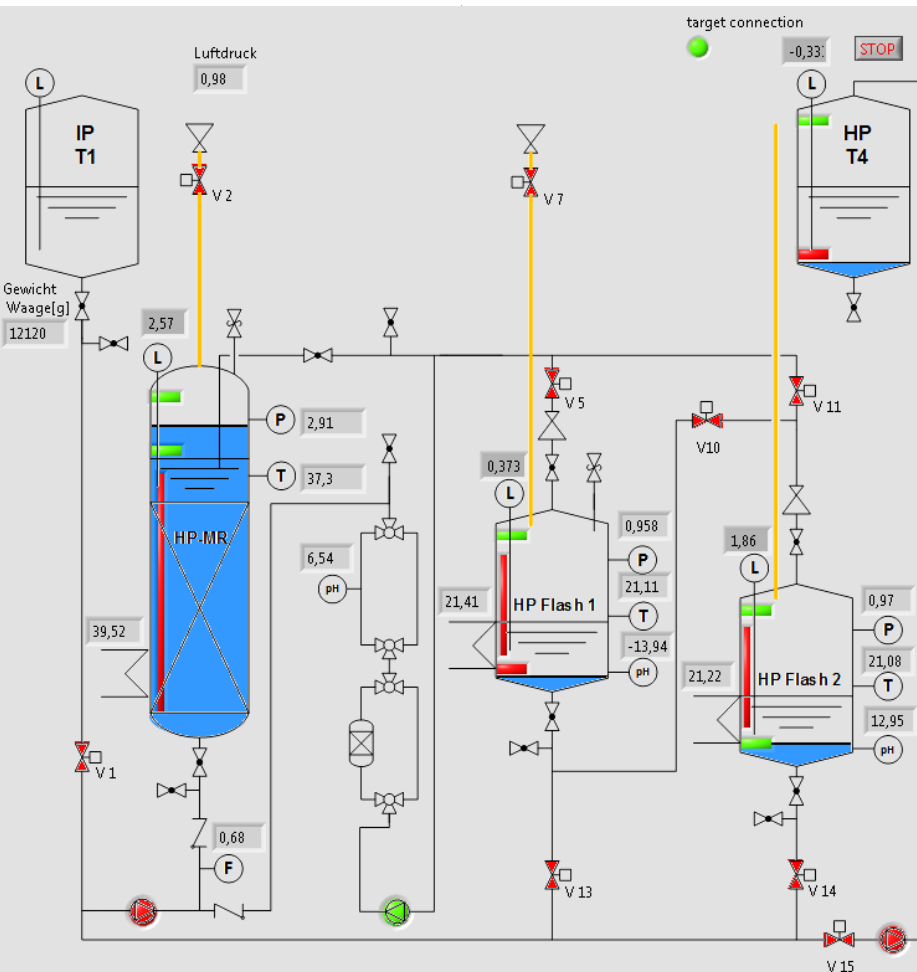 target connection
Luftdruck
-0,33
STOP
0,98
L
L
IP
T1
HP
T4
V 2
V 7
Gewicht
Waage[g]
12120
2,57
L
V 5
V 11
P
2,91
V10
0,373
T
37,3
L
0,958
1,86
HP-MR
6,54
P
L
pH
21,11
21,41
HP Flash 1
T
0,97
39,52
-13,94
P
pH
21,08
21,22
HP Flash 2
T
12,95
pH
V 1
0,68
F
V 13
V 14
V 15